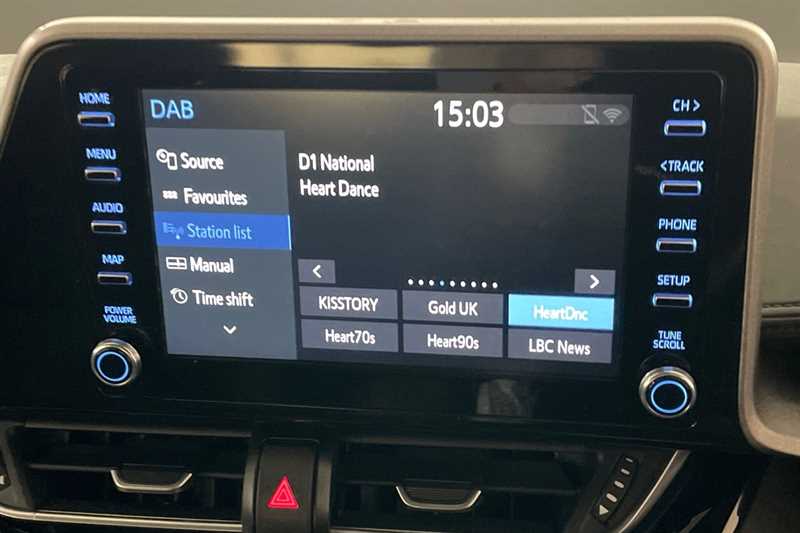 HOME
MENU
AUDIO
MAP
POWER
VOLUME
DAB
15:03
Source
Favourites
Station list
Manual
Time shift
D1 National
Heart Dance
KISSTORY
Gold UK
HeartDnc
Heart70s
Heart90s
LBC News
CH >
<TRACK
PHONE
SETUP
TUNE
SCROLL